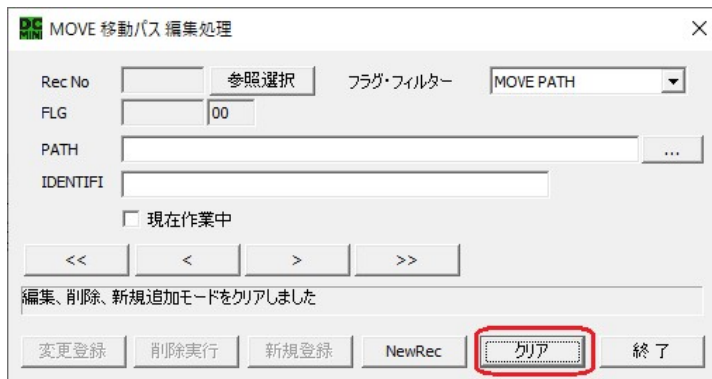 DC MINI MOVE 移動パス 編集処理
Rec No 参照選択 フラグ・フィルター MOVE PATH
FLG 00
PATH ...
IDENTIFI
現在作業中
<< < > >>
編集、削除、新規追加モードをクリアしました
変更登録 削除実行 新規登録 NewRec クリア 終了